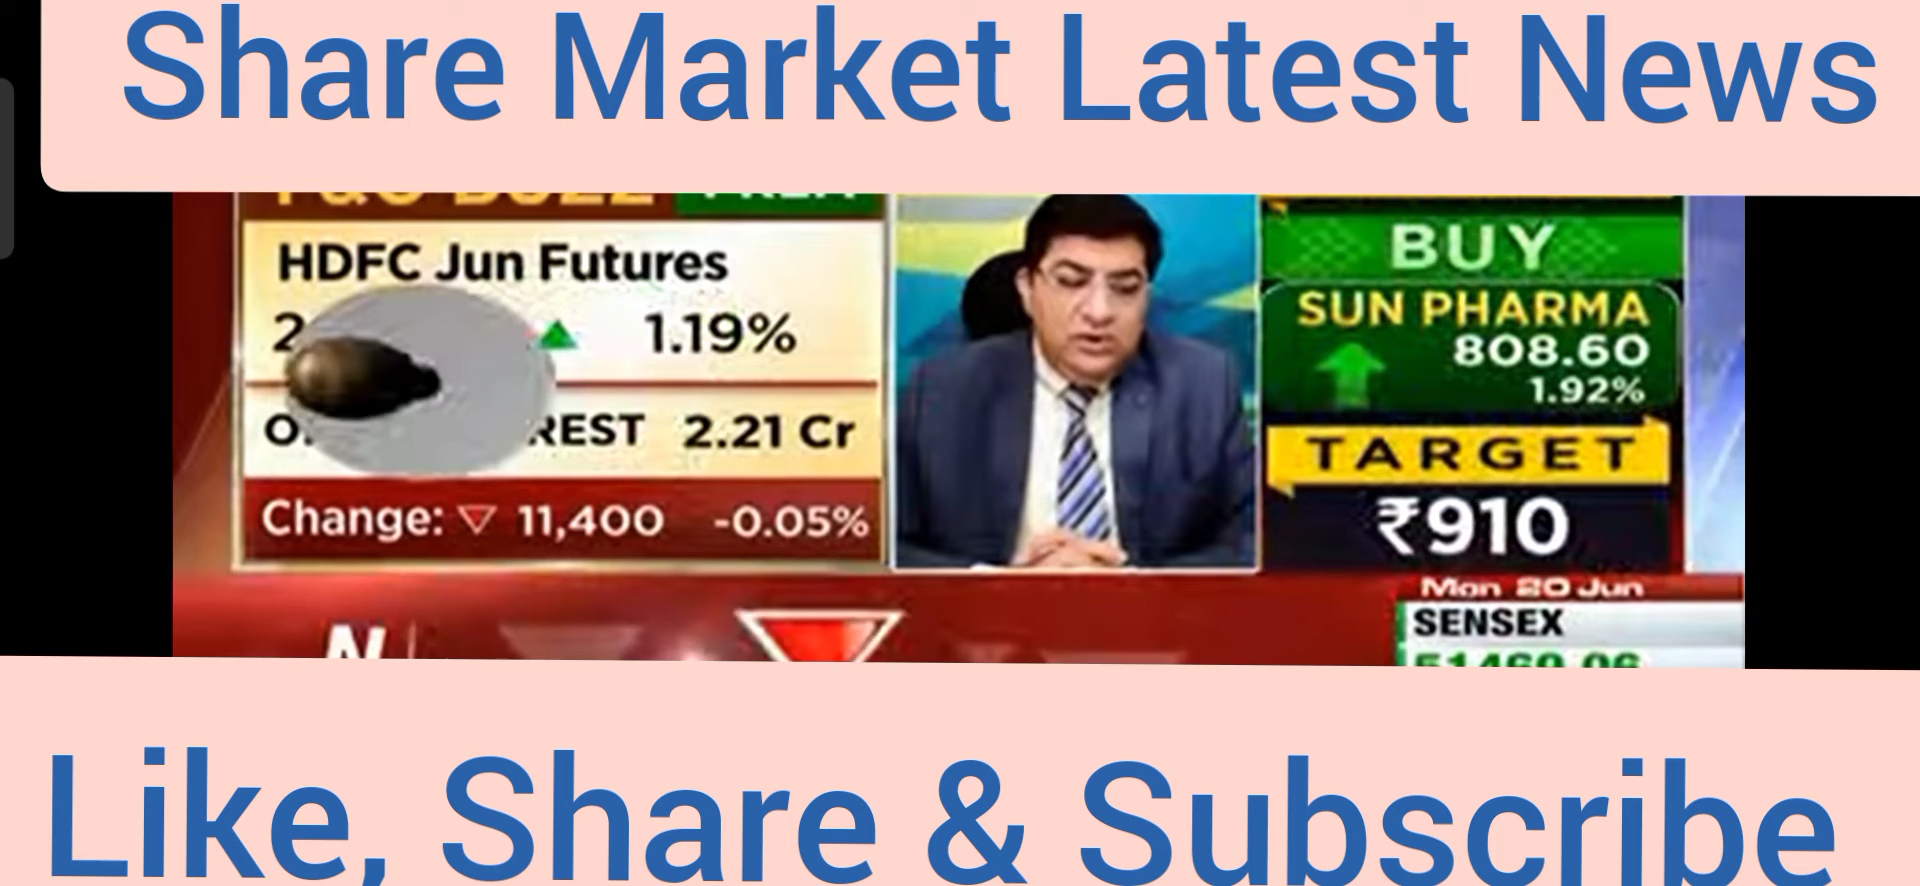 Share Market Latest News
HDFC Jun Futures
1.19%
2.21 Cr
Change: ▽ 11,400 -0.05%
BUY
SUN PHARMA
808.60
1.92%
TARGET
₹910
Mon 20 Jun
SENSEX
Like, Share & Subscribe